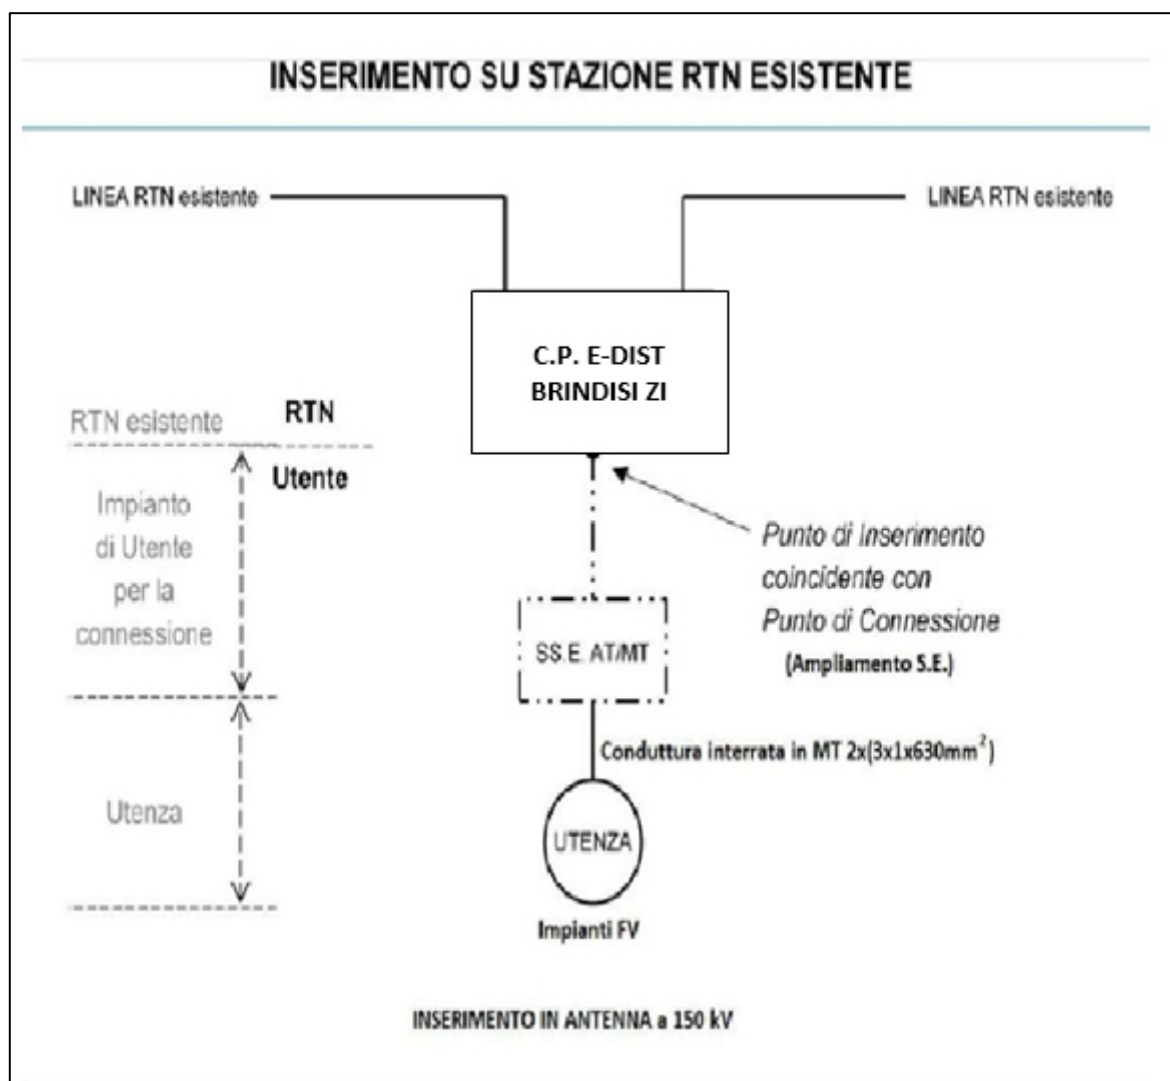 INSERIMENTO SU STAZIONE RTN ESISTENTE
LINEA RTN esistente
LINEA RTN esistente
C.P. E-DIST
BRINDISI ZI
RTN esistente
RTN
Utente
Impianto
di Utente
per la
connessione
Punto di Inserimento
coincidente con
Punto di Connessione
(Ampliamento S.E.)
SS.E. AT/MT
Conduttura interrata in MT 2x(3x1x630mm²)
Utenza
UTENZA
Impianti FV
INSERIMENTO IN ANTENNA a 150 kV